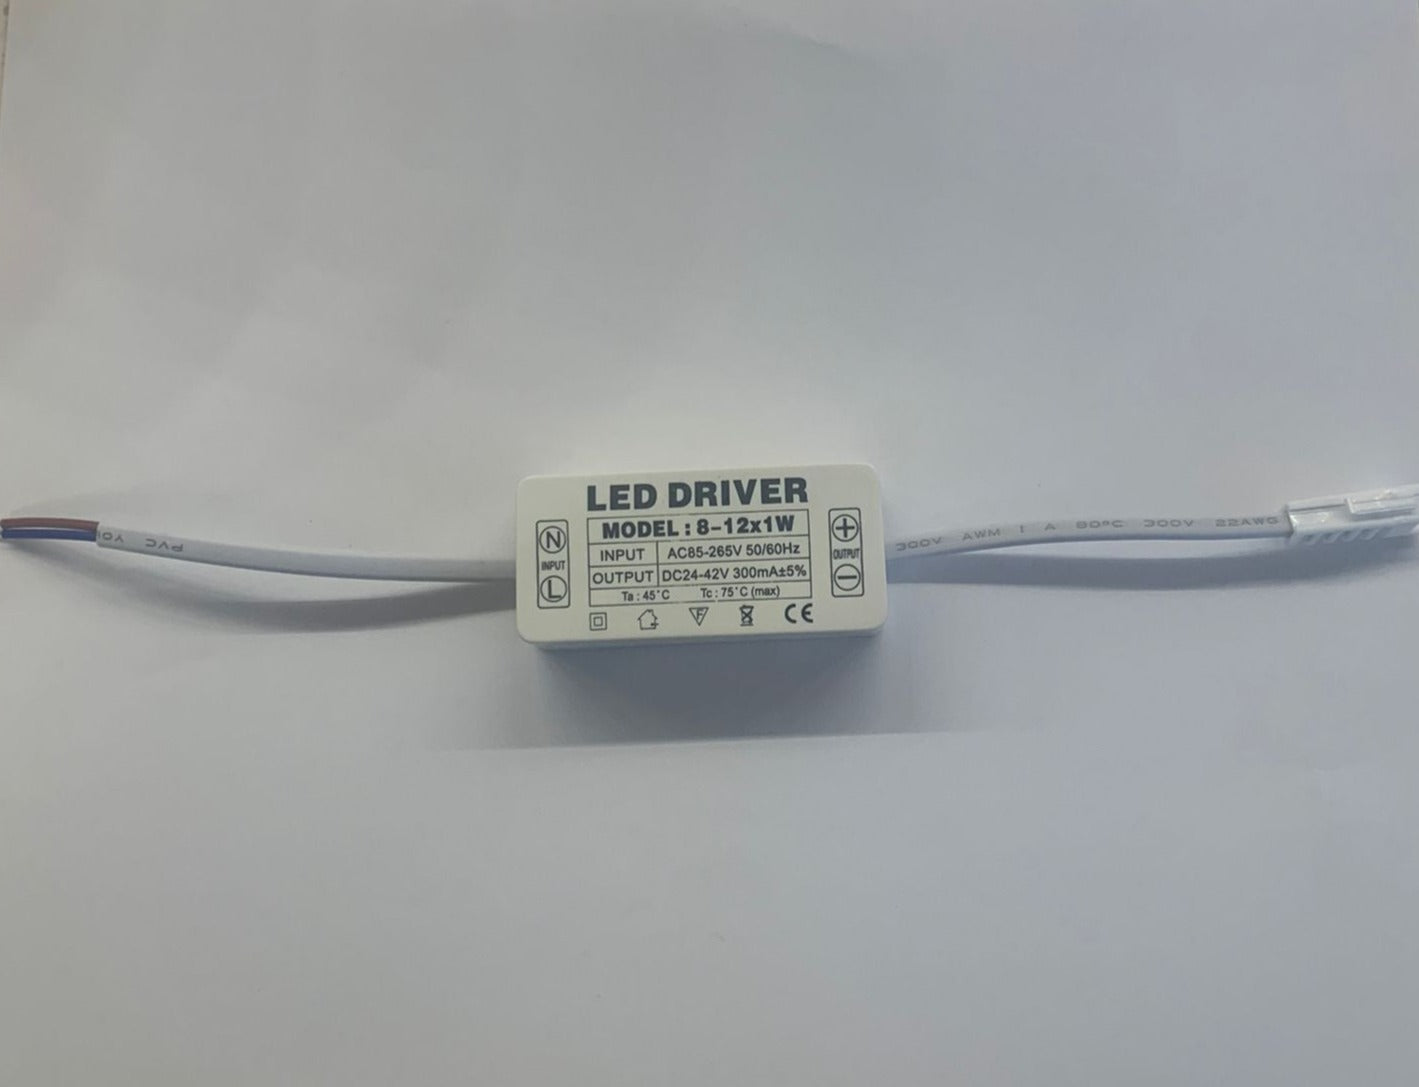 LED DRIVER
MODEL : 8-12x1W
INPUT AC85-265V 50/60Hz
OUTPUT DC24-42V 300mA±5%
Ta : 45°C Tc : 75°C (max)
N
INPUT
L
+
OUTPUT
−
F
CE
PVC
300V AWM I A 80°C 300V 22AWG